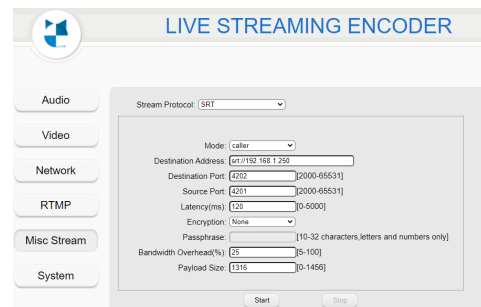 LIVE STREAMING ENCODER
Audio
Video
Network
RTMP
Misc Stream
System
Stream Protocol: SRT
Mode: caller
Destination Address: srt://192.168.1.250
Destination Port: 4202 [2000-65531]
Source Port: 4201 [2000-65531]
Latency(ms): 120 [0-5000]
Encryption: None
Passphrase: [10-32 characters,letters and numbers only]
Bandwidth Overhead(%): 25 [5-100]
Payload Size: 1316 [0-1456]
Start Stop